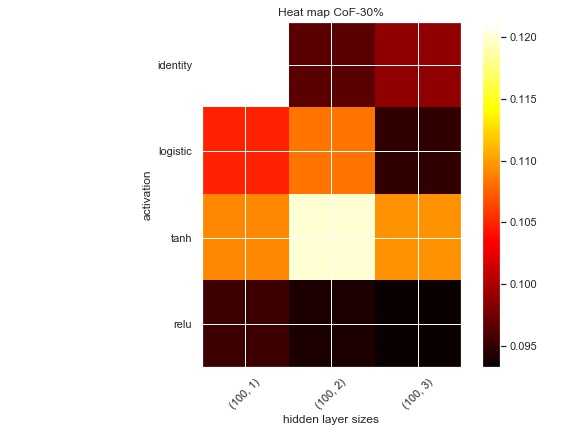 Heat map CoF-30%
identity
logistic
tanh
relu
activation
(100, 1)
(100, 2)
(100, 3)
hidden layer sizes
0.120
0.115
0.110
0.105
0.100
0.095